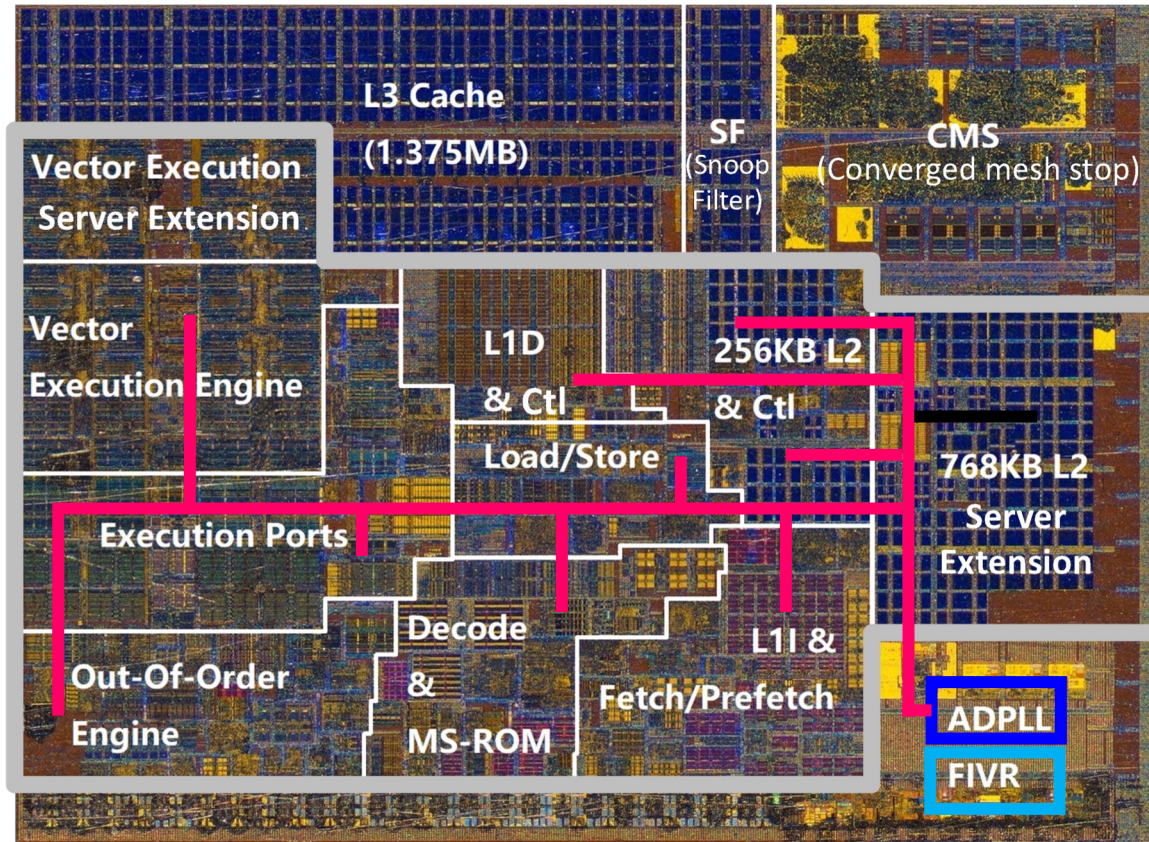 L3 Cache
(1.375MB)
SF
(Snoop
Filter)
CMS
(Converged mesh stop)
Vector Execution
Server Extension
Vector
Execution Engine
L1D
& Ctl
256KB L2
& Ctl
Load/Store
768KB L2
Server
Extension
Execution Ports
Decode
&
MS-ROM
L1I &
Fetch/Prefetch
Out-Of-Order
Engine
ADPLL
FIVR